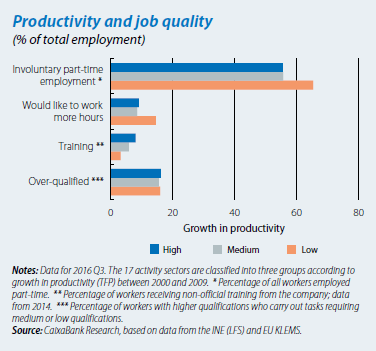 Productivity and job quality
(% of total employment)
Involuntary part-time
employment *
Would like to work
more hours
Training **
Over-qualified ***
0 20 40 60 80
Growth in productivity
High Medium Low
Notes: Data for 2016 Q3. The 17 activity sectors are classified into three groups according to
growth in productivity (TFP) between 2000 and 2009. * Percentage of all workers employed
part-time. ** Percentage of workers receiving non-official training from the company; data
from 2014. *** Percentage of workers with higher qualifications who carry out tasks requiring
medium or low qualifications.
Source: CaixaBank Research, based on data from the INE (LFS) and EU KLEMS.